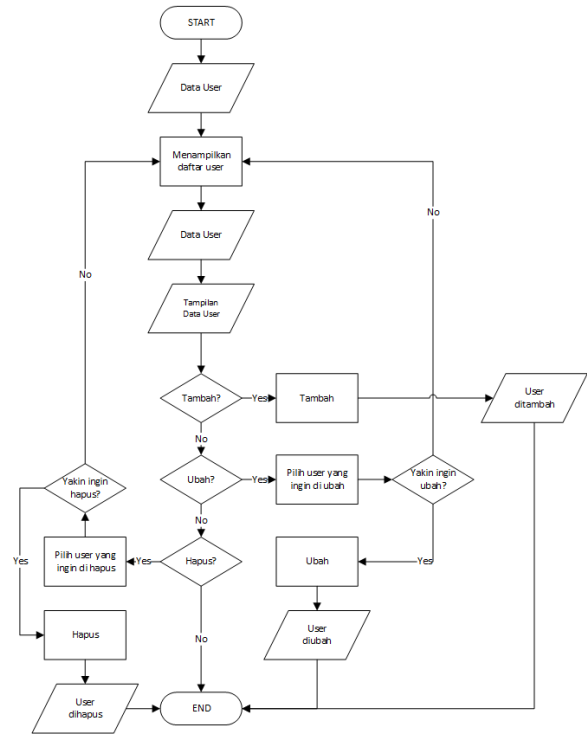 START
Data User
Menampilkan
daftar user
No
Data User
No
Tampilan
Data User
Tambah?
Yes
Tambah
User
ditambah
No
Yakin ingin
hapus?
Ubah?
Yes
Pilih user yang
ingin di ubah
Yakin ingin
ubah?
No
Yes
Pilih user yang
ingin di hapus
Yes
Hapus?
Ubah
Yes
Hapus
No
User
diubah
User
dihapus
END